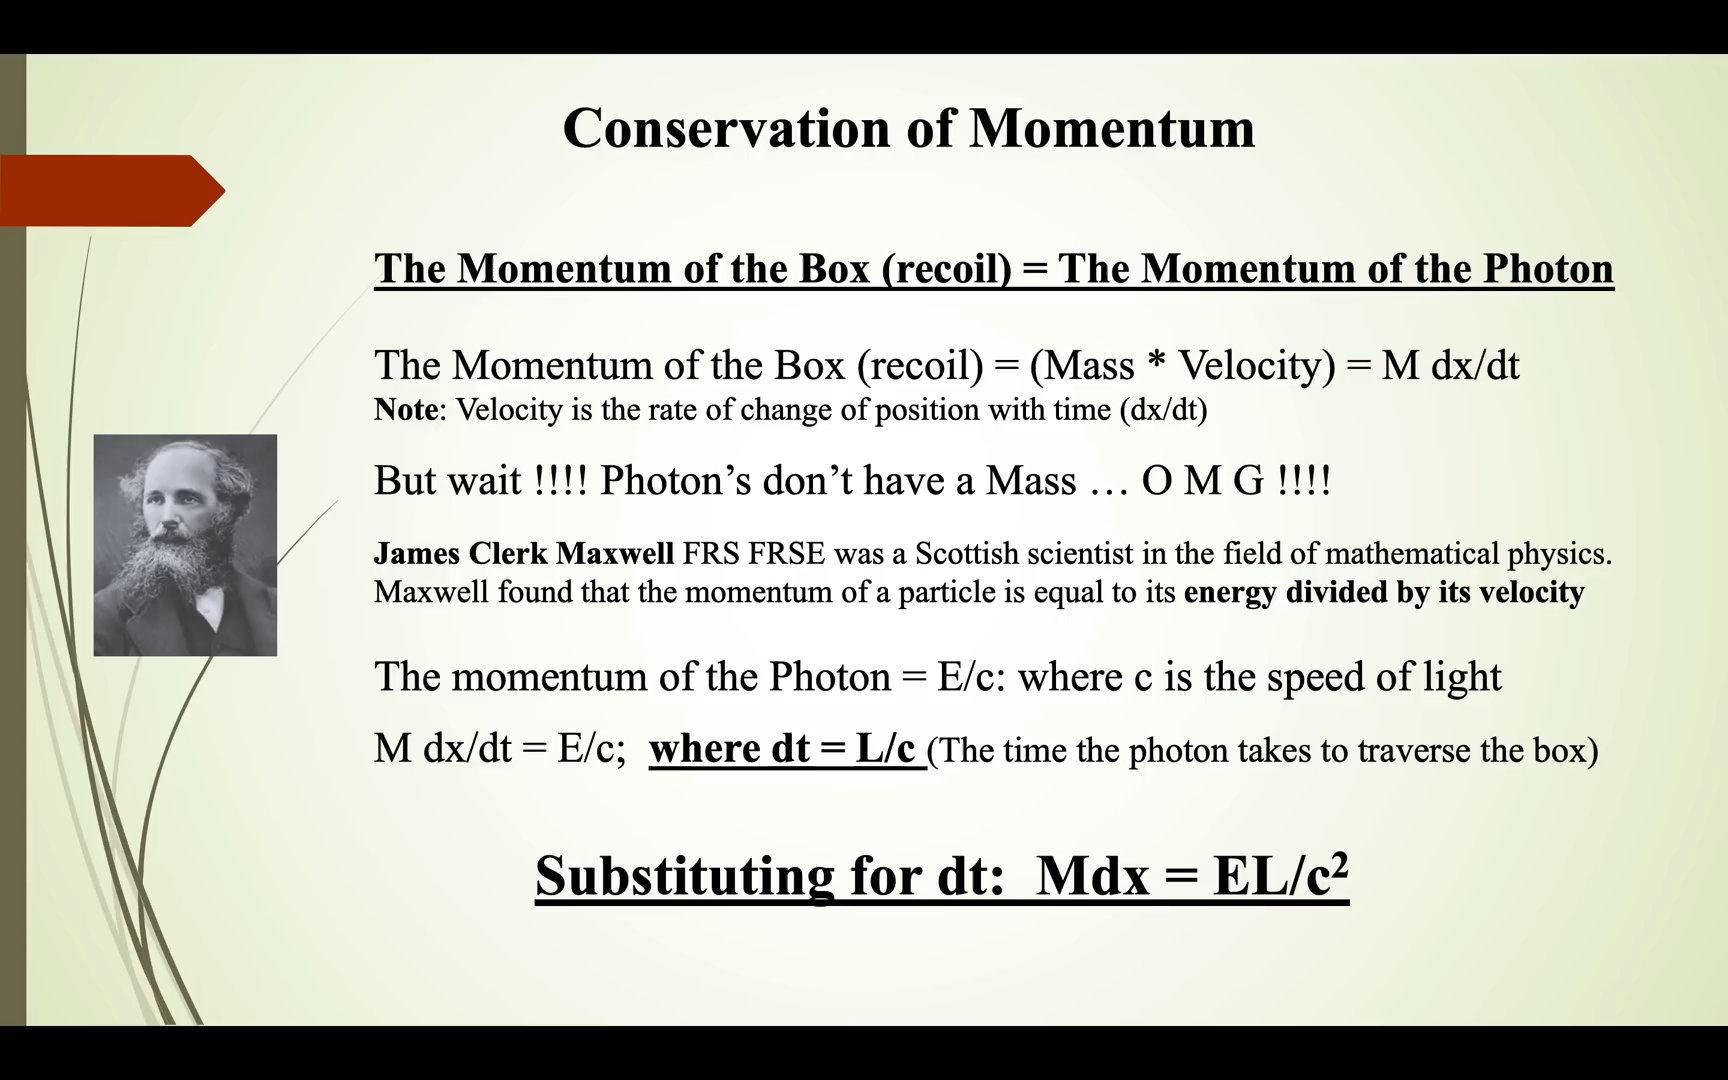 Conservation of Momentum
The Momentum of the Box (recoil) = The Momentum of the Photon
The Momentum of the Box (recoil) = (Mass * Velocity) = M dx/dt
Note: Velocity is the rate of change of position with time (dx/dt)
But wait !!!! Photon’s don’t have a Mass … O M G !!!!
James Clerk Maxwell FRS FRSE was a Scottish scientist in the field of mathematical physics.
Maxwell found that the momentum of a particle is equal to its energy divided by its velocity
The momentum of the Photon = E/c: where c is the speed of light
M dx/dt = E/c;  where dt = L/c (The time the photon takes to traverse the box)
Substituting for dt:  Mdx = EL/c²